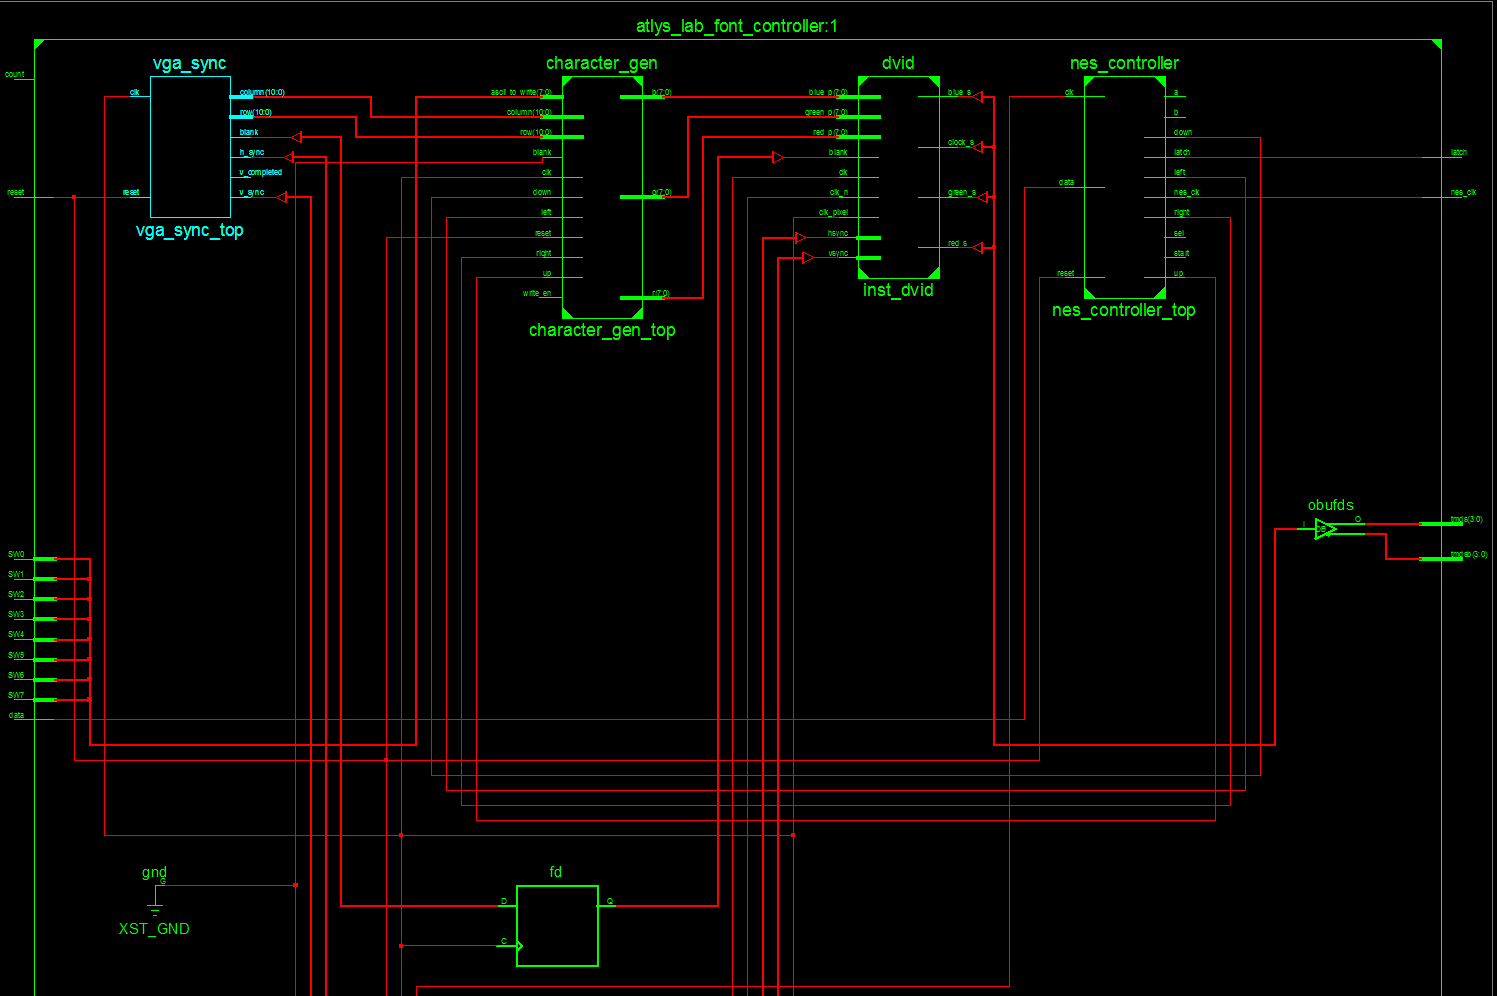 atlys_lab_font_controller:1
vga_sync
character_gen
dvid
nes_controller
count
clk
column(10:0)
row(10:0)
blank
h_sync
v_completed
v_sync
reset
reset
vga_sync_top
ascii_to_write(7:0)
column(10:0)
row(10:0)
blank
clk
down
left
reset
right
up
write_en
b(7:0)
g(7:0)
r(7:0)
character_gen_top
blue_p(7:0)
green_p(7:0)
red_p(7:0)
blank
clk
clk_n
clk_pixel
hsync
vsync
blue_s
clock_s
green_s
red_s
inst_dvid
clk
data
reset
a
b
down
latch
left
nes_clk
right
sel
start
up
nes_controller_top
latch
nes_clk
obufds
I
OB
O
tmds(3:0)
tmdsb(3:0)
SW0
SW1
SW2
SW3
SW4
SW5
SW6
SW7
data
gnd
G
XST_GND
fd
D
Q
C